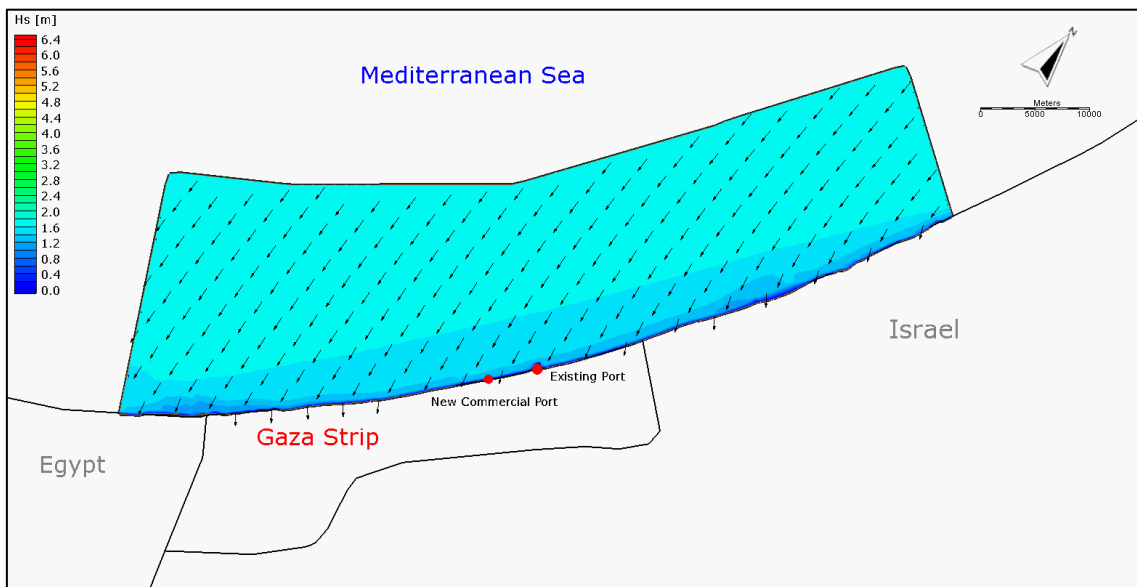 Hs [m]
6.4
6.0
5.6
5.2
4.8
4.4
4.0
3.6
3.2
2.8
2.4
2.0
1.6
1.2
0.8
0.4
0.0
Mediterranean Sea
N
Meters
0 5000 10000
Israel
Existing Port
New Commercial Port
Gaza Strip
Egypt